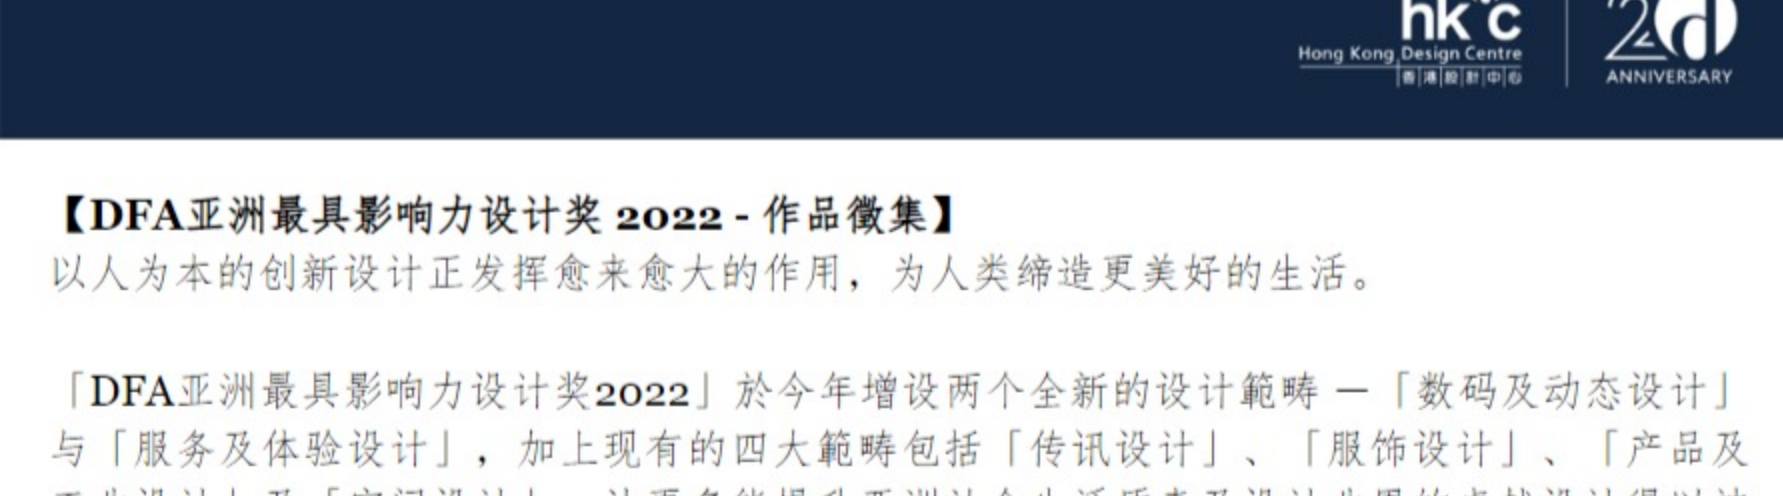 hk c
Hong Kong Design Centre
香港設計中心
20
ANNIVERSARY
【DFA亚洲最具影响力设计奖 2022 - 作品徵集】
以人为本的创新设计正发挥愈来愈大的作用，为人类缔造更美好的生活。
「DFA亚洲最具影响力设计奖2022」於今年增设两个全新的设计範畴 —「数码及动态设计」
与「服务及体验设计」，加上现有的四大範畴包括「传讯设计」、「服饰设计」、「产品及